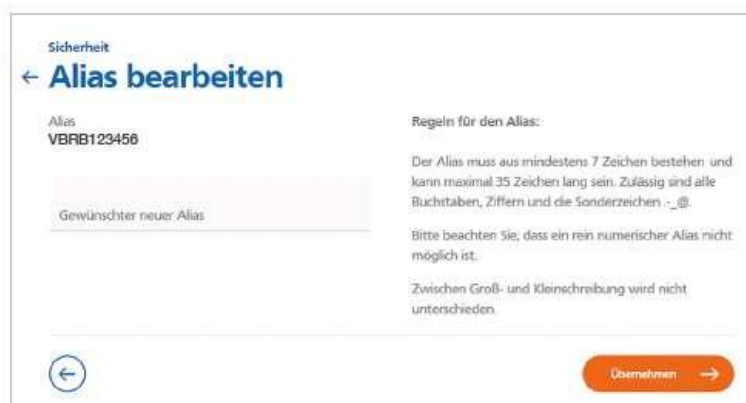 Sicherheit
← Alias bearbeiten
Alias
VBRB123456
Gewünschter neuer Alias
Regeln für den Alias:
Der Alias muss aus mindestens 7 Zeichen bestehen und
kann maximal 35 Zeichen lang sein. Zulässig sind alle
Buchstaben, Ziffern und die Sonderzeichen .-_@.
Bitte beachten Sie, dass ein rein numerischer Alias nicht
möglich ist.
Zwischen Groß- und Kleinschreibung wird nicht
unterschieden.
Übernehmen →